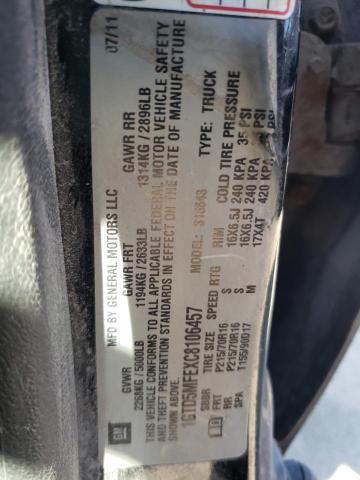 MFD BY GENERAL MOTORS LLC
07/11
GVWR
GAWR FRT
GAWR RR
2268KG / 5000LB
1194KG / 2633LB
1314KG / 2896LB
THIS VEHICLE CONFORMS TO ALL APPLICABLE FEDERAL MOTOR VEHICLE SAFETY
AND THEFT PREVENTION STANDARDS IN EFFECT ON THE DATE OF MANUFACTURE
1GTD5MFEXC8106457
MODEL:
TYPE: TRUCK
TIRE SIZE
SPEED RTG
RIM
COLD TIRE PRESSURE
FRT
P215/70R16
S
16X6.5J
240 KPA
35 PSI
RR
P215/70R16
S
16X6.5J
240 KPA
PSI
SPA
T155/90D17
M
17X4T
420 KPA
PSI
GM